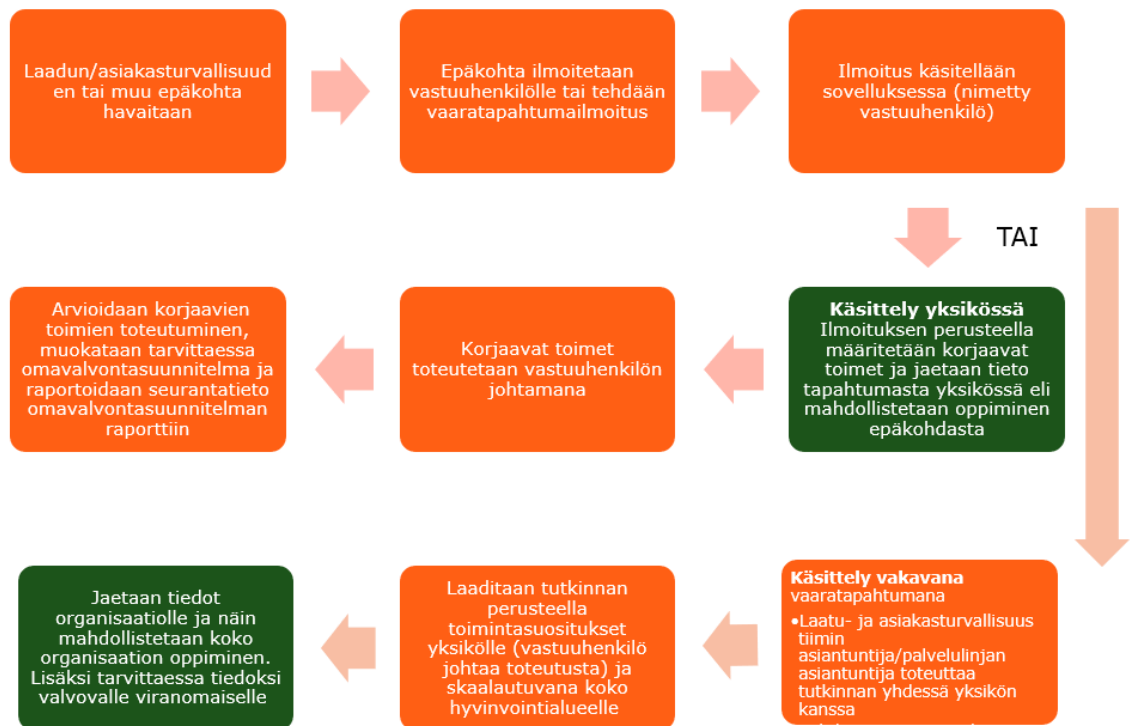 Laadun/asiakasturvallisuud
en tai muu epäkohta
havaitaan
Epäkohta ilmoitetaan
vastuuhenkilölle tai tehdään
vaaratapahtumailmoitus
Ilmoitus käsitellään
sovelluksessa (nimetty
vastuuhenkilö)
TAI
Käsittely yksikössä
Ilmoituksen perusteella
määritetään korjaavat
toimet ja jaetaan tieto
tapahtumasta yksikössä eli
mahdollistetaan oppiminen
epäkohdasta
Korjaavat toimet
toteutetaan vastuuhenkilön
johtamana
Arvioidaan korjaavien
toimien toteutuminen,
muokataan tarvittaessa
omavalvontasuunnitelma ja
raportoidaan seurantatieto
omavalvontasuunnitelman
raporttiin
Käsittely vakavana
vaaratapahtumana
•Laatu- ja asiakasturvallisuus
tiimin
asiantuntija/palvelulinjan
asiantuntija toteuttaa
tutkinnan yhdessä yksikön
kanssa
Laaditaan tutkinnan
perusteella
toimintasuositukset
yksikölle (vastuuhenkilö
johtaa toteutusta) ja
skaalautuvana koko
hyvinvointialueelle
Jaetaan tiedot
organisaatiolle ja näin
mahdollistetaan koko
organisaation oppiminen.
Lisäksi tarvittaessa tiedoksi
valvovalle viranomaiselle